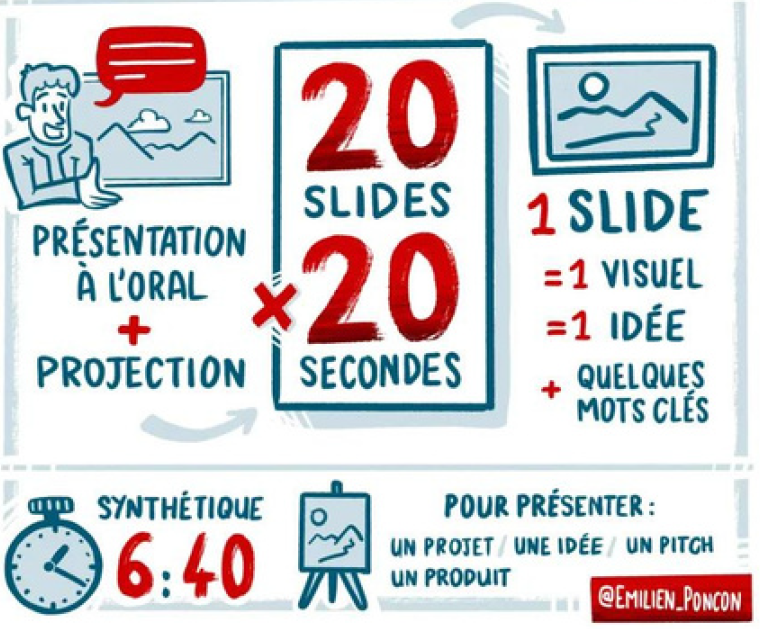 PRÉSENTATION
À L'ORAL
+
PROJECTION
20
SLIDES
×20
SECONDES
1 SLIDE
=1 VISUEL
=1 IDÉE
+ QUELQUES
MOTS CLÉS
SYNTHÉTIQUE
6:40
POUR PRÉSENTER :
UN PROJET / UNE IDÉE / UN PITCH
UN PRODUIT
@EMILIEN_PONCON